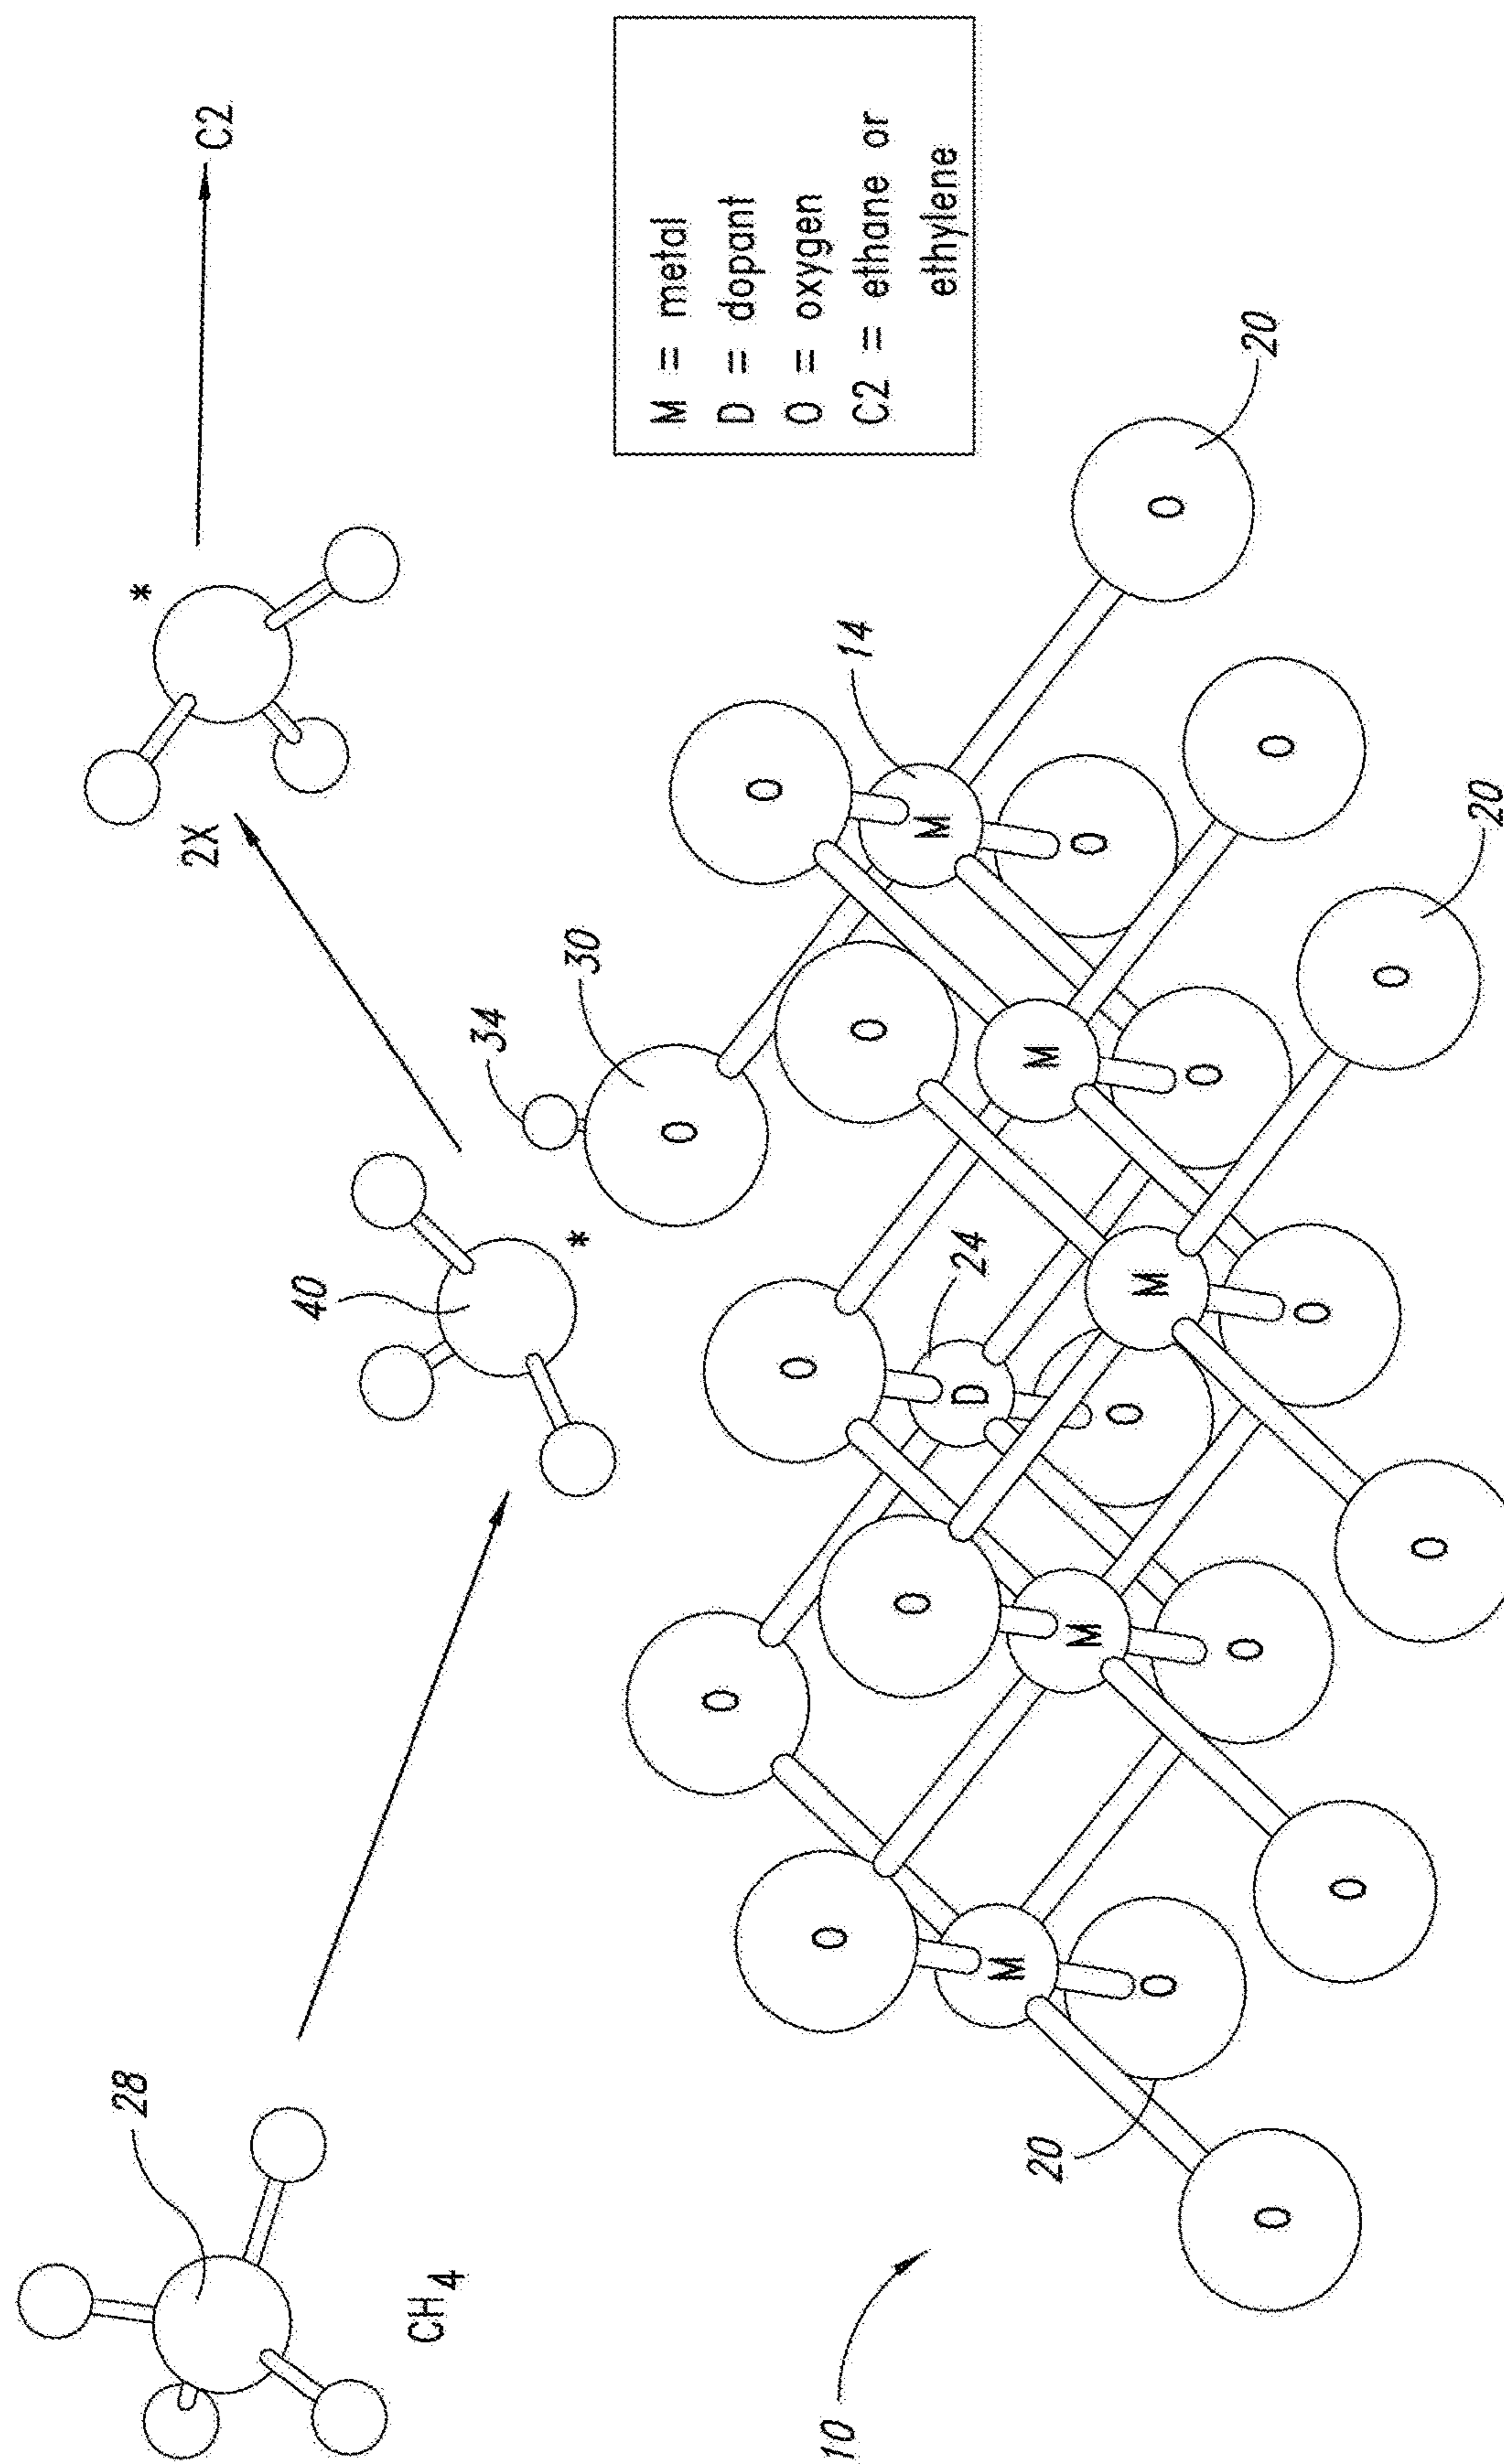 28
*
2X
C2
40
CH4
34
*
30
M = metal
D = dopant
O = oxygen
C2 = ethane or
ethylene
O
O
O
O
O
10
14
O
O
M
D
24
M
M
20
M
O
O
M
O
O
O
O
20
O
O
O
O
O
O
20